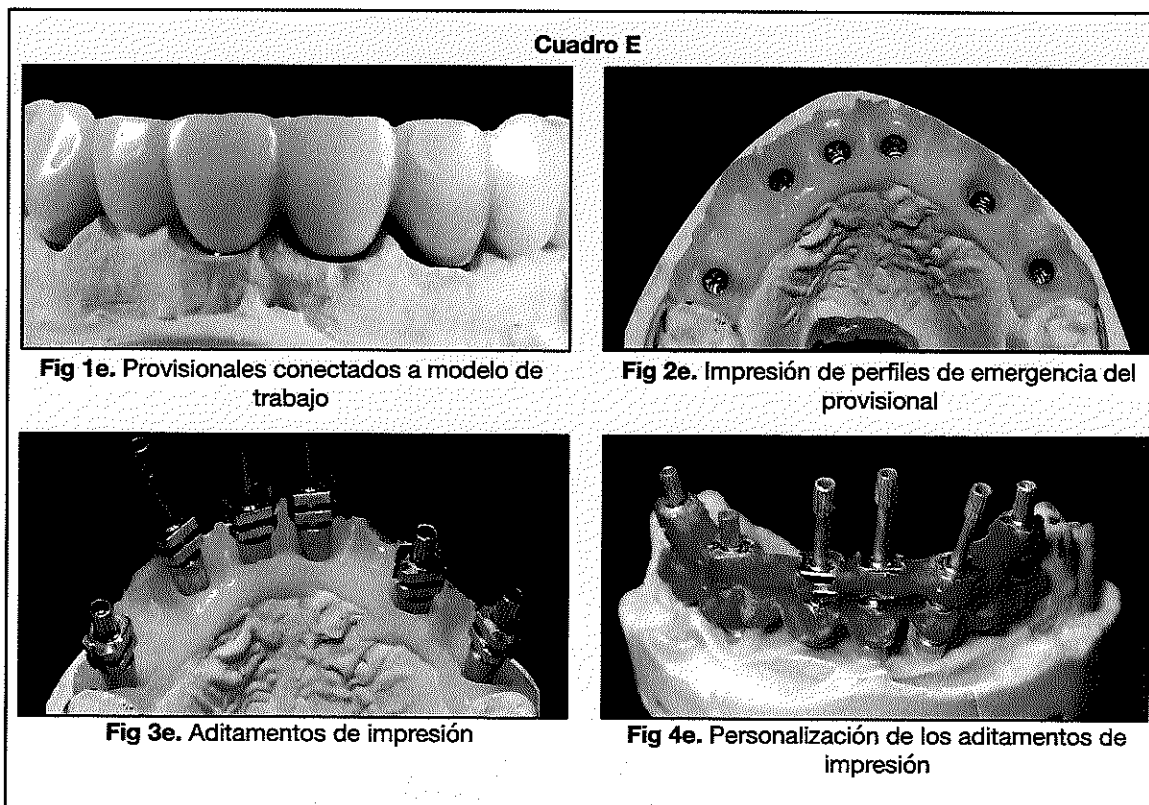 Cuadro E
Fig 1e. Provisionales conectados a modelo de
trabajo
Fig 2e. Impresión de perfiles de emergencia del
provisional
Fig 3e. Aditamentos de impresión
Fig 4e. Personalización de los aditamentos de
impresión